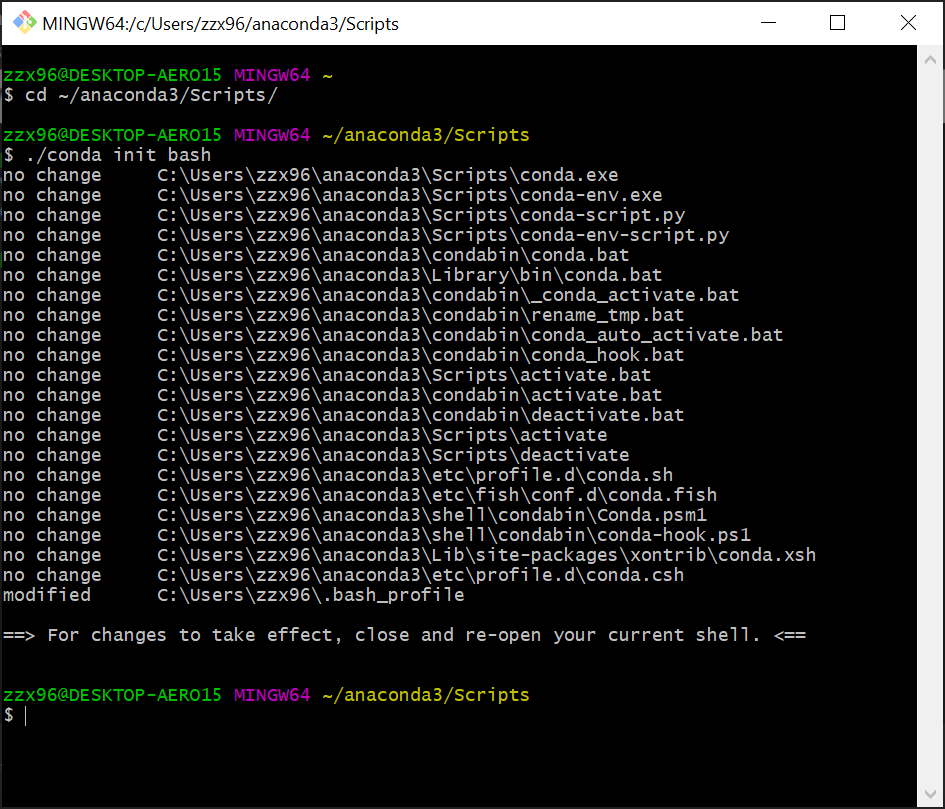 MINGW64:/c/Users/zzx96/anaconda3/Scripts
zzx96@DESKTOP-AERO15 MINGW64 ~
$ cd ~/anaconda3/Scripts/
zzx96@DESKTOP-AERO15 MINGW64 ~/anaconda3/Scripts
$ ./conda init bash
no change     C:\Users\zzx96\anaconda3\Scripts\conda.exe
no change     C:\Users\zzx96\anaconda3\Scripts\conda-env.exe
no change     C:\Users\zzx96\anaconda3\Scripts\conda-script.py
no change     C:\Users\zzx96\anaconda3\Scripts\conda-env-script.py
no change     C:\Users\zzx96\anaconda3\condabin\conda.bat
no change     C:\Users\zzx96\anaconda3\Library\bin\conda.bat
no change     C:\Users\zzx96\anaconda3\condabin\_conda_activate.bat
no change     C:\Users\zzx96\anaconda3\condabin\rename_tmp.bat
no change     C:\Users\zzx96\anaconda3\condabin\conda_auto_activate.bat
no change     C:\Users\zzx96\anaconda3\condabin\conda_hook.bat
no change     C:\Users\zzx96\anaconda3\Scripts\activate.bat
no change     C:\Users\zzx96\anaconda3\condabin\activate.bat
no change     C:\Users\zzx96\anaconda3\condabin\deactivate.bat
no change     C:\Users\zzx96\anaconda3\Scripts\activate
no change     C:\Users\zzx96\anaconda3\Scripts\deactivate
no change     C:\Users\zzx96\anaconda3\etc\profile.d\conda.sh
no change     C:\Users\zzx96\anaconda3\etc\fish\conf.d\conda.fish
no change     C:\Users\zzx96\anaconda3\shell\condabin\Conda.psm1
no change     C:\Users\zzx96\anaconda3\shell\condabin\conda-hook.ps1
no change     C:\Users\zzx96\anaconda3\Lib\site-packages\xontrib\conda.xsh
no change     C:\Users\zzx96\anaconda3\etc\profile.d\conda.csh
modified      C:\Users\zzx96\.bash_profile
==> For changes to take effect, close and re-open your current shell. <==
zzx96@DESKTOP-AERO15 MINGW64 ~/anaconda3/Scripts
$